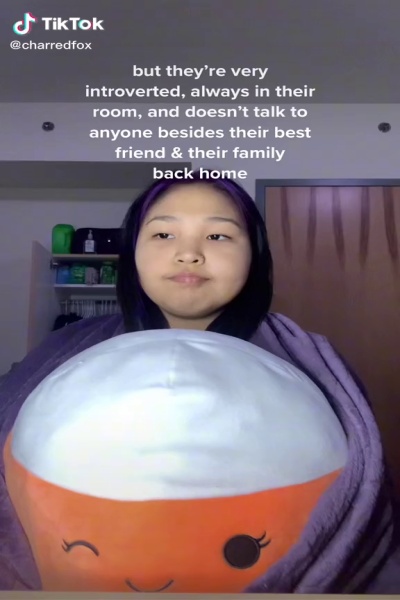 TikTok
@charredfox
but they're very
introverted, always in their
room, and doesn't talk to
anyone besides their best
friend & their family
back home